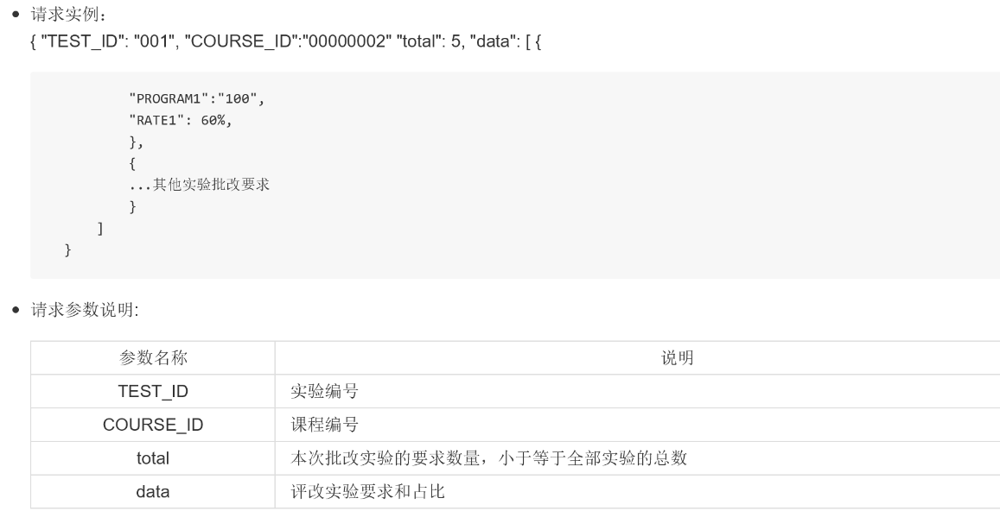 请求实例：
{ "TEST_ID": "001", "COURSE_ID":"00000002" "total": 5, "data": [ {
"PROGRAM1":"100",
"RATE1": 60%,
},
{
...其他实验批改要求
}
]
}
请求参数说明:
参数名称 说明
TEST_ID 实验编号
COURSE_ID 课程编号
total 本次批改实验的要求数量，小于等于全部实验的总数
data 评改实验要求和占比